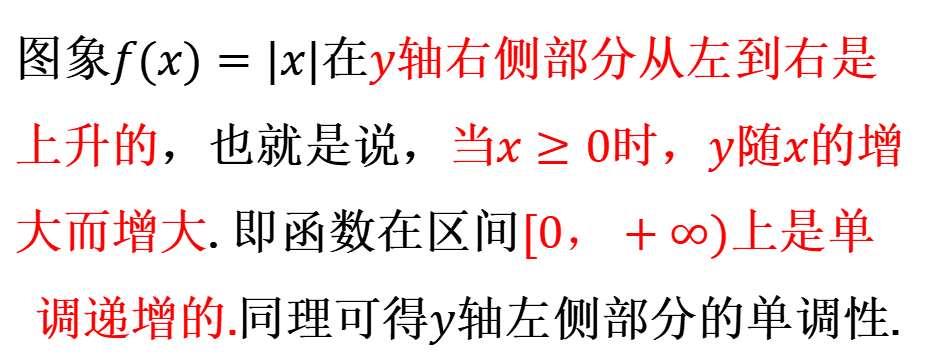 图象f(x) = |x|在y轴右侧部分从左到右是
上升的，也就是说，当x ≥ 0时，y随x的增
大而增大. 即函数在区间[0， + ∞)上是单
调递增的.同理可得y轴左侧部分的单调性.